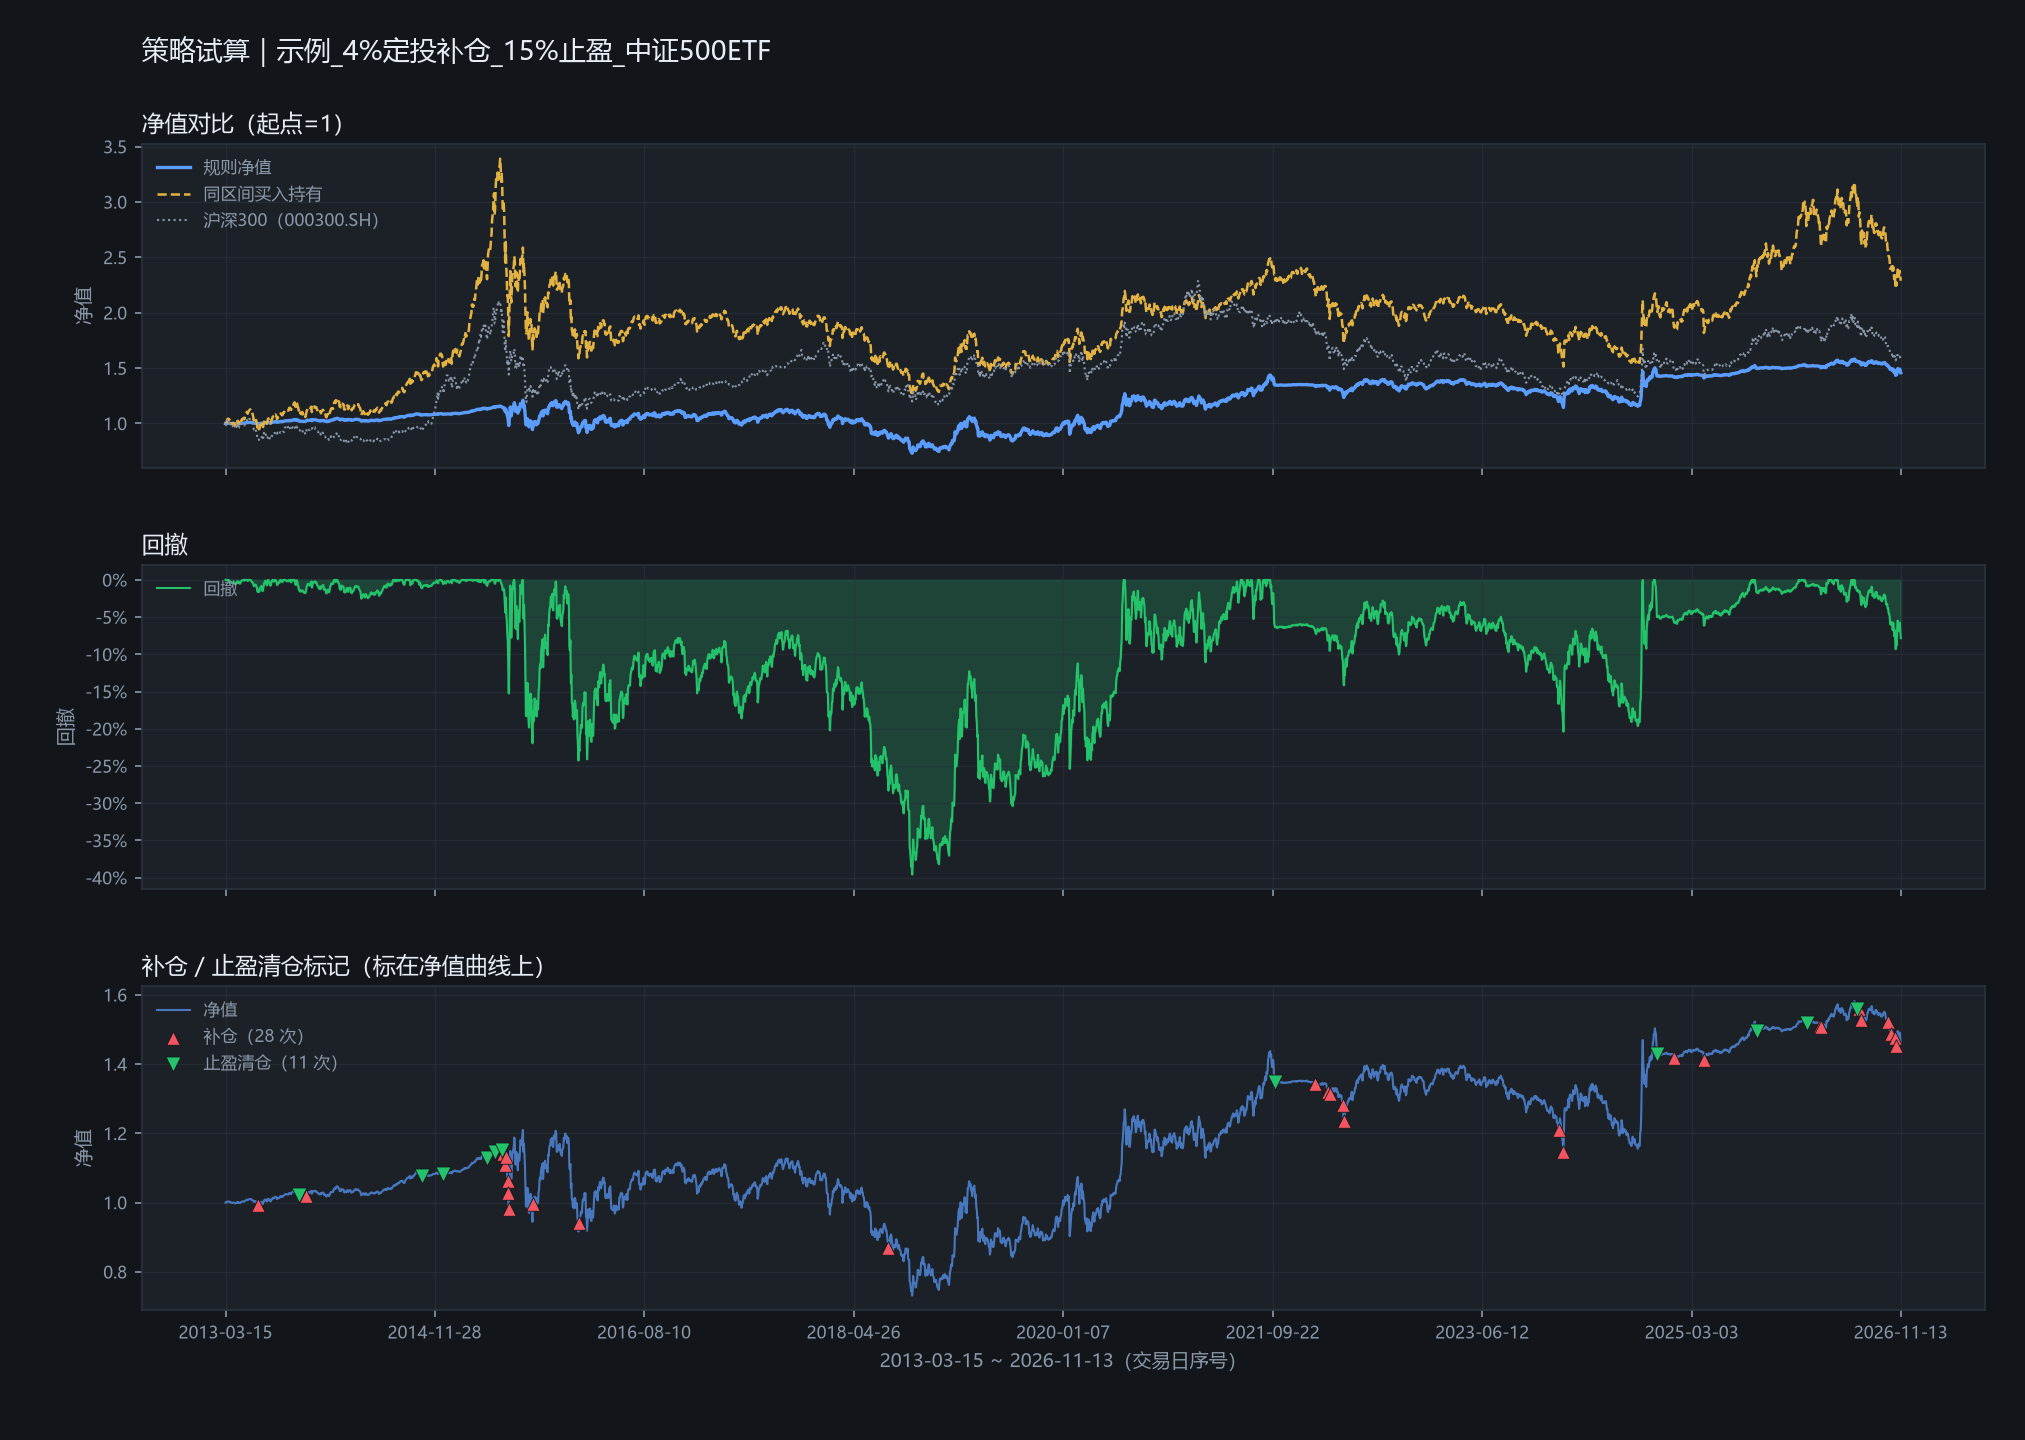 策略试算 | 示例_4%定投补仓_15%止盈_中证500ETF
净值对比（起点=1）
规则净值
同区间买入持有
沪深300（000300.SH）
净值
3.5
3.0
2.5
2.0
1.5
1.0
回撤
回撤
回撤
0%
-5%
-10%
-15%
-20%
-25%
-30%
-35%
-40%
补仓 / 止盈清仓标记（标在净值曲线上）
净值
补仓（28 次）
止盈清仓（11 次）
净值
1.6
1.4
1.2
1.0
0.8
2013-03-15
2014-11-28
2016-08-10
2018-04-26
2020-01-07
2021-09-22
2023-06-12
2025-03-03
2026-11-13
2013-03-15 ~ 2026-11-13（交易日序号）